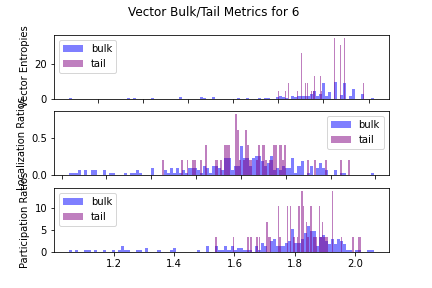 Vector Bulk/Tail Metrics for 6
Vector Entropies
20
0
bulk
tail
Localization Ratios
0.5
0.0
bulk
tail
Participation Ratios
10
5
0
bulk
tail
1.2 1.4 1.6 1.8 2.0